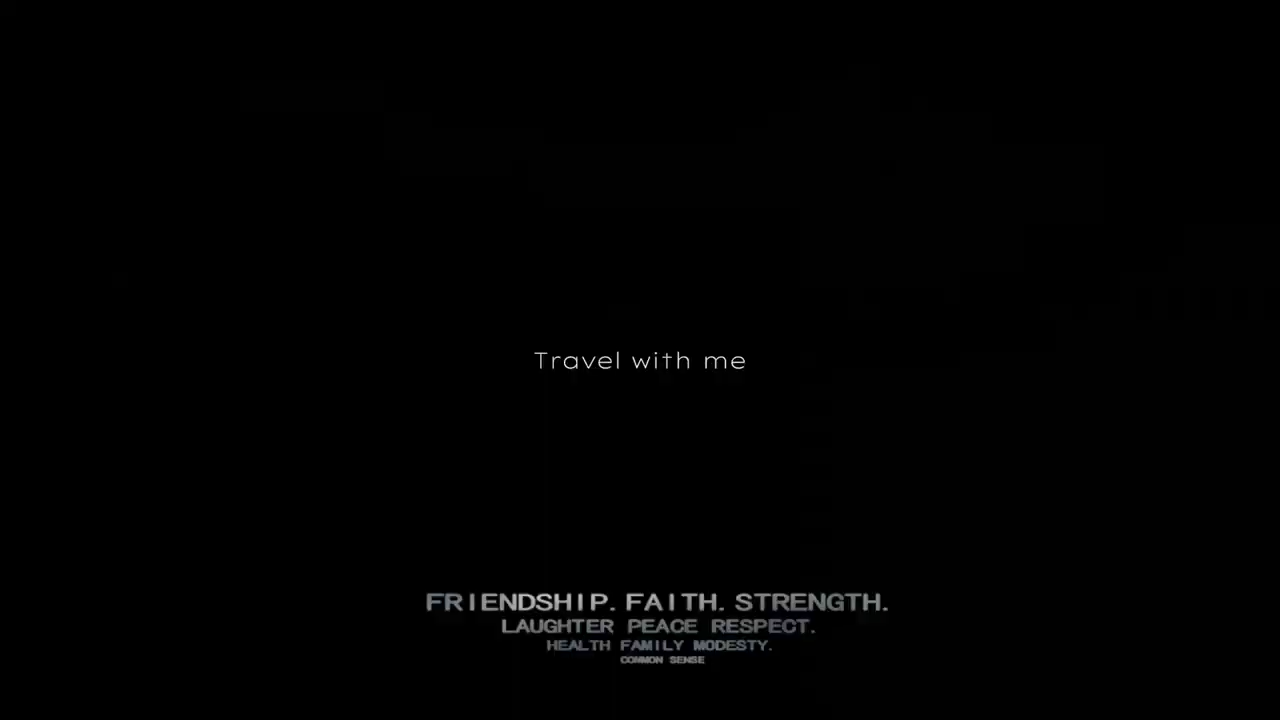 Travel with me
FRIENDSHIP. FAITH. STRENGTH.
LAUGHTER PEACE RESPECT.
HEALTH FAMILY MODESTY.
COMMON SENSE